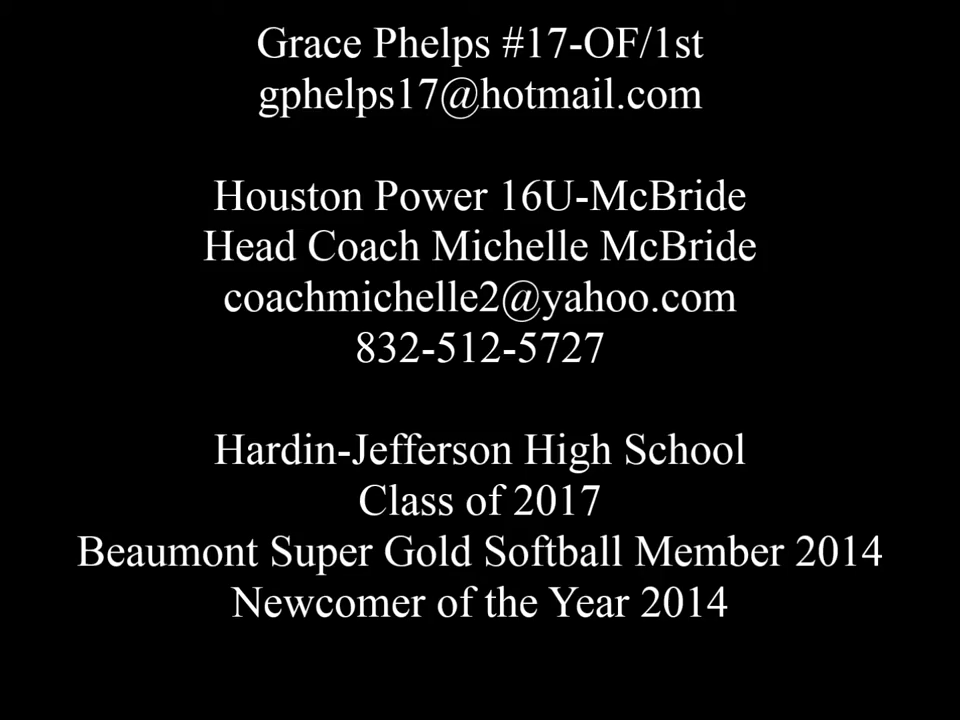 Grace Phelps #17-OF/1st
gphelps17@hotmail.com
Houston Power 16U-McBride
Head Coach Michelle McBride
coachmichelle2@yahoo.com
832-512-5727
Hardin-Jefferson High School
Class of 2017
Beaumont Super Gold Softball Member 2014
Newcomer of the Year 2014